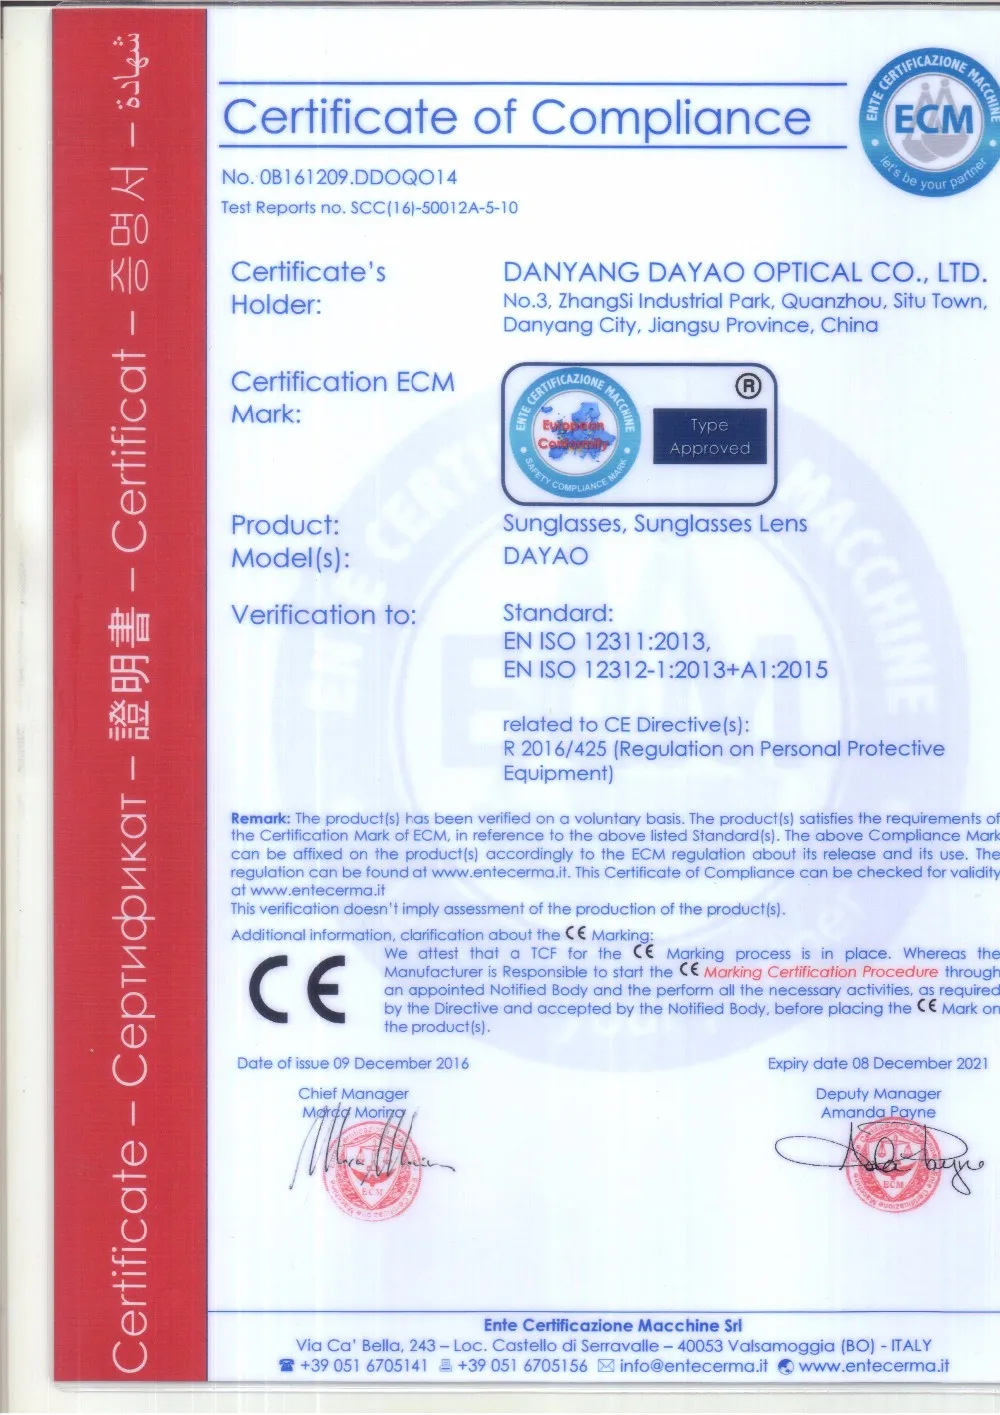 Certificate of Compliance
ENTE CERTIFICAZIONE MACCHINE
ECM
let's be your partner
No. 0B161209.DDOQO14
Test Reports no. SCC(16)-50012A-5-10
Certificate's
Holder:
DANYANG DAYAO OPTICAL CO., LTD.
No.3, ZhangSi Industrial Park, Quanzhou, Situ Town,
Danyang City, Jiangsu Province, China
Certification ECM
Mark:
ENTE CERTIFICAZIONE MACCHINE
European
Conformity
SAFETY COMPLIANCE MARK
®
Type
Approved
Product:
Sunglasses, Sunglasses Lens
Model(s):
DAYAO
Verification to:
Standard:
EN ISO 12311:2013,
EN ISO 12312-1:2013+A1:2015
related to CE Directive(s):
R 2016/425 (Regulation on Personal Protective
Equipment)
Remark: The product(s) has been verified on a voluntary basis. The product(s) satisfies the requirements of
the Certification Mark of ECM, in reference to the above listed Standard(s). The above Compliance Mark
can be affixed on the product(s) accordingly to the ECM regulation about its release and its use. The
regulation can be found at www.entecerma.it. This Certificate of Compliance can be checked for validity
at www.entecerma.it
This verification doesn't imply assessment of the production of the product(s).
Additional information, clarification about the CE Marking:
CE
We attest that a TCF for the CE Marking process is in place. Whereas the
Manufacturer is Responsible to start the CE Marking Certification Procedure through
an appointed Notified Body and the perform all the necessary activities, as required
by the Directive and accepted by the Notified Body, before placing the CE Mark on
the product(s).
Date of issue 09 December 2016
Expiry date 08 December 2021
Chief Manager
Marco Morina
Deputy Manager
Amanda Payne
ECM
ECM
Ente Certificazione Macchine Srl
Via Ca' Bella, 243 – Loc. Castello di Serravalle – 40053 Valsamoggia (BO) - ITALY
☎ +39 051 6705141 +39 051 6705156 ✉ info@entecerma.it www.entecerma.it
Certificate – Сертификат – 證明書 – Certificat – 증명서 – شهادة
ENTE CERTIFICAZIONE MACCHINE
ECM